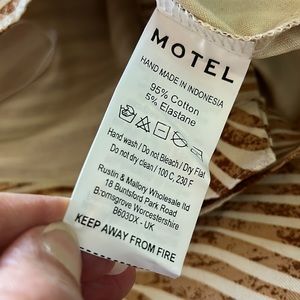 MOTEL
HAND MADE IN INDONESIA
95% Cotton
5% Elastane
Hand wash / Do not Bleach / Dry Flat
Do not dry clean / 100 C, 230 F
Ruslin & Mallory Wholesale ltd
18 Buntsford Park Road
Bromsgrove Worcestershire
B603DX - UK
KEEP AWAY FROM FIRE